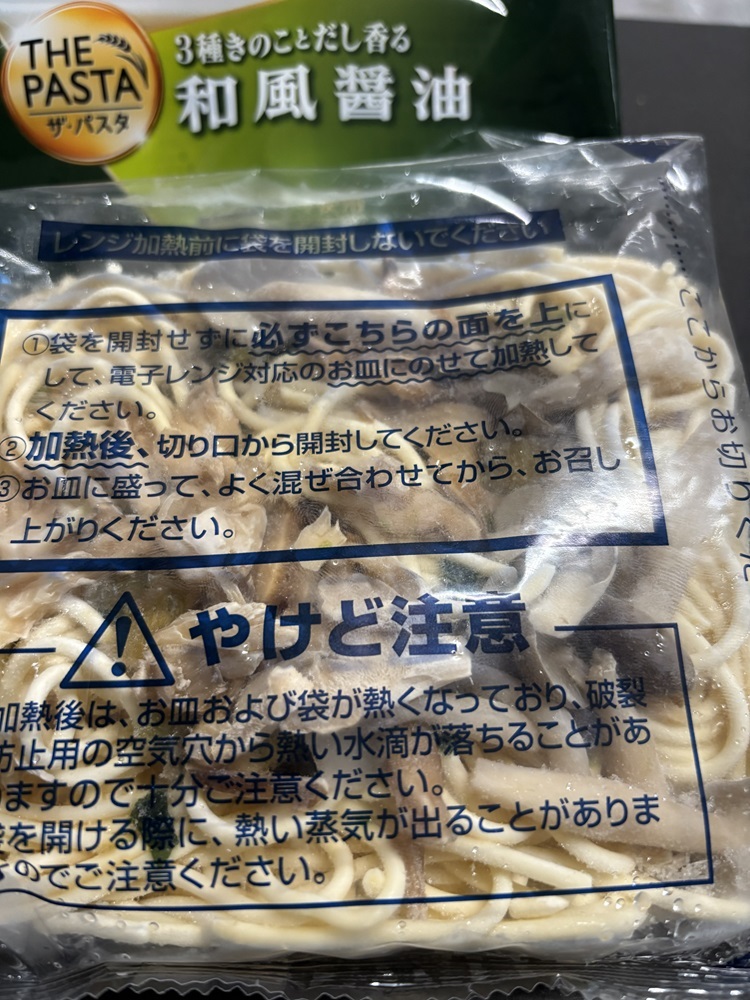 THE
PASTA
ザ・パスタ
3種きのことだし香る
和風醤油
レンジ加熱前に袋を開封しないでください
①袋を開封せずに必ずこちらの面を上に
して、電子レンジ対応のお皿にのせて加熱して
ください。
②加熱後、切り口から開封してください。
③お皿に盛って、よく混ぜ合わせてから、お召し
上がりください。
ここからお切りくだ
やけど注意
加熱後は、お皿および袋が熱くなっており、破裂
防止用の空気穴から熱い水滴が落ちることがあ
りますので十分ご注意ください。
袋を開ける際に、熱い蒸気が出ることがありま
すのでご注意ください。